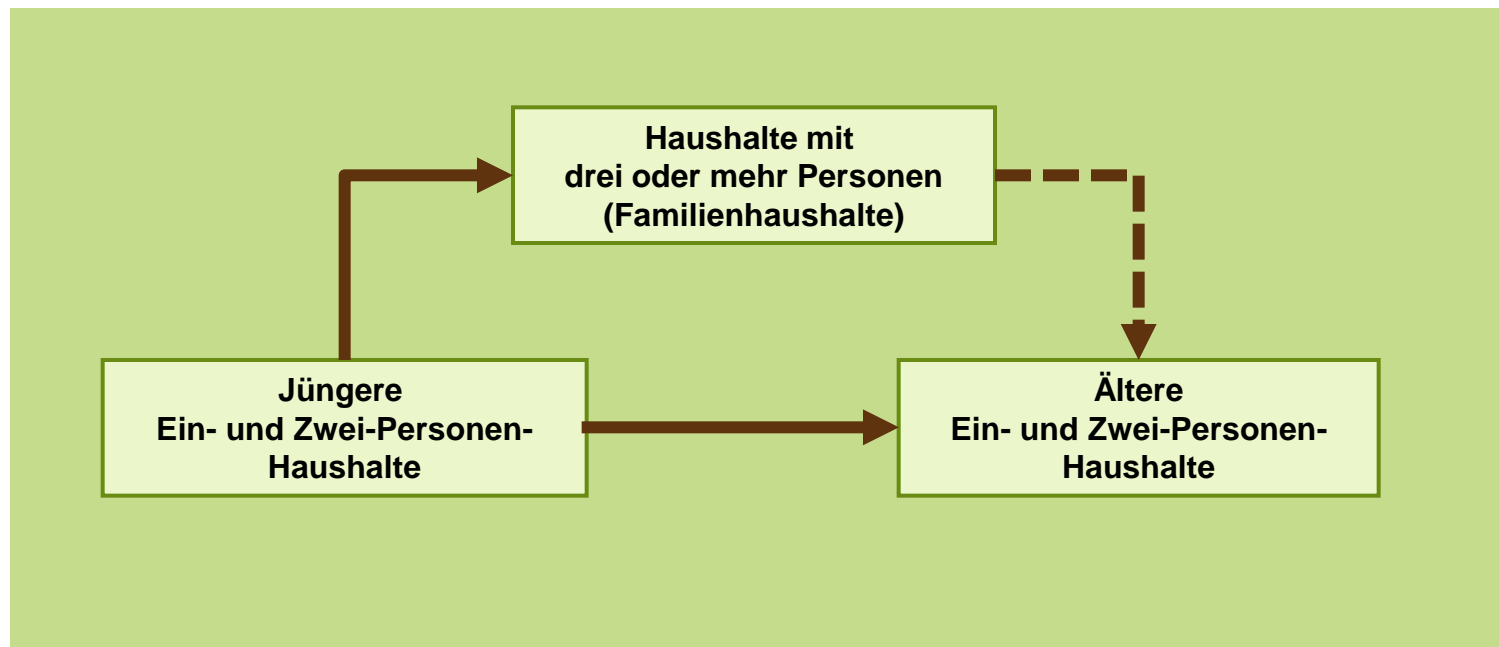 Haushalte mit
drei oder mehr Personen
(Familienhaushalte)
Jüngere
Ein- und Zwei-Personen-
Haushalte
Ältere
Ein- und Zwei-Personen-
Haushalte